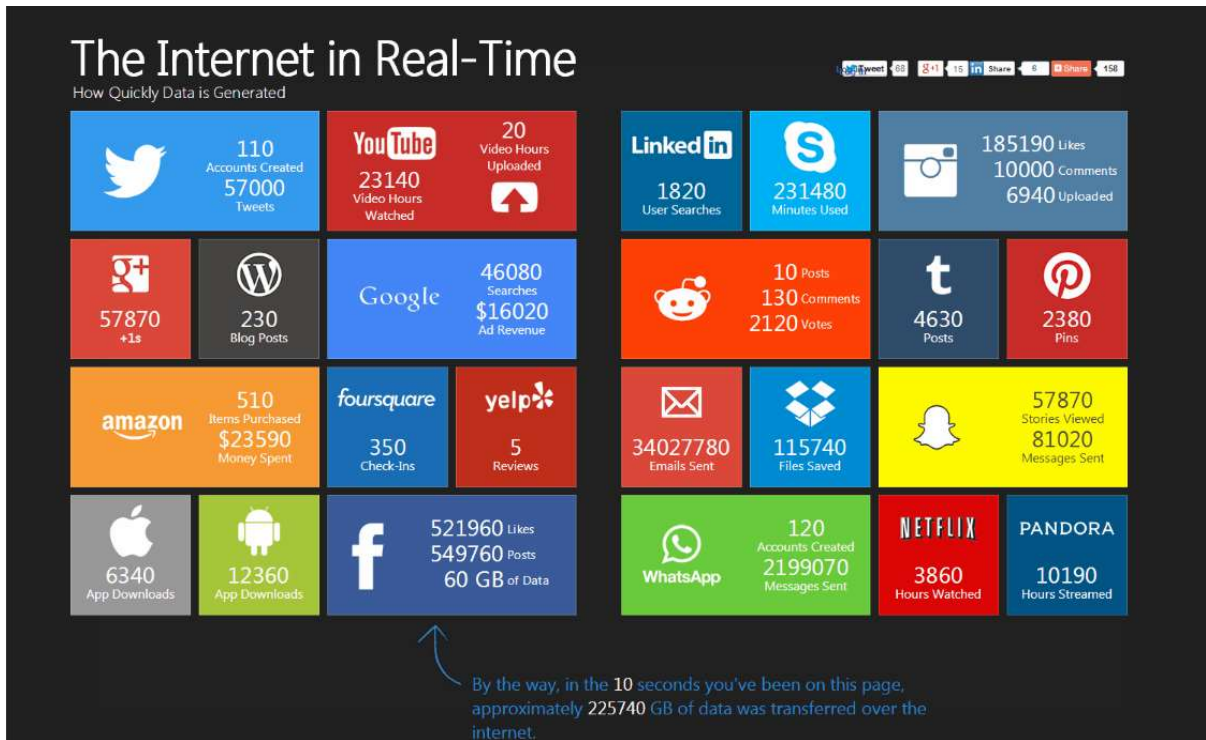 The Internet in Real-Time
How Quickly Data is Generated
Tweet 68
g+1 15
in Share 6
Share 158
110
Accounts Created
57000
Tweets
You Tube
23140
Video Hours
Watched
20
Video Hours
Uploaded
Linked in
1820
User Searches
S
231480
Minutes Used
185190 Likes
10000 Comments
6940 Uploaded
g+
57870
+1s
W
230
Blog Posts
Google
46080
Searches
$16020
Ad Revenue
10 Posts
130 Comments
2120 Votes
t
4630
Posts
P
2380
Pins
amazon
510
Items Purchased
$23590
Money Spent
foursquare
350
Check-Ins
yelp
5
Reviews
34027780
Emails Sent
115740
Files Saved
57870
Stories Viewed
81020
Messages Sent
6340
App Downloads
12360
App Downloads
f
521960 Likes
549760 Posts
60 GB of Data
WhatsApp
120
Accounts Created
2199070
Messages Sent
NETFLIX
3860
Hours Watched
PANDORA
10190
Hours Streamed
By the way, in the 10 seconds you've been on this page,
approximately 225740 GB of data was transferred over the
internet.